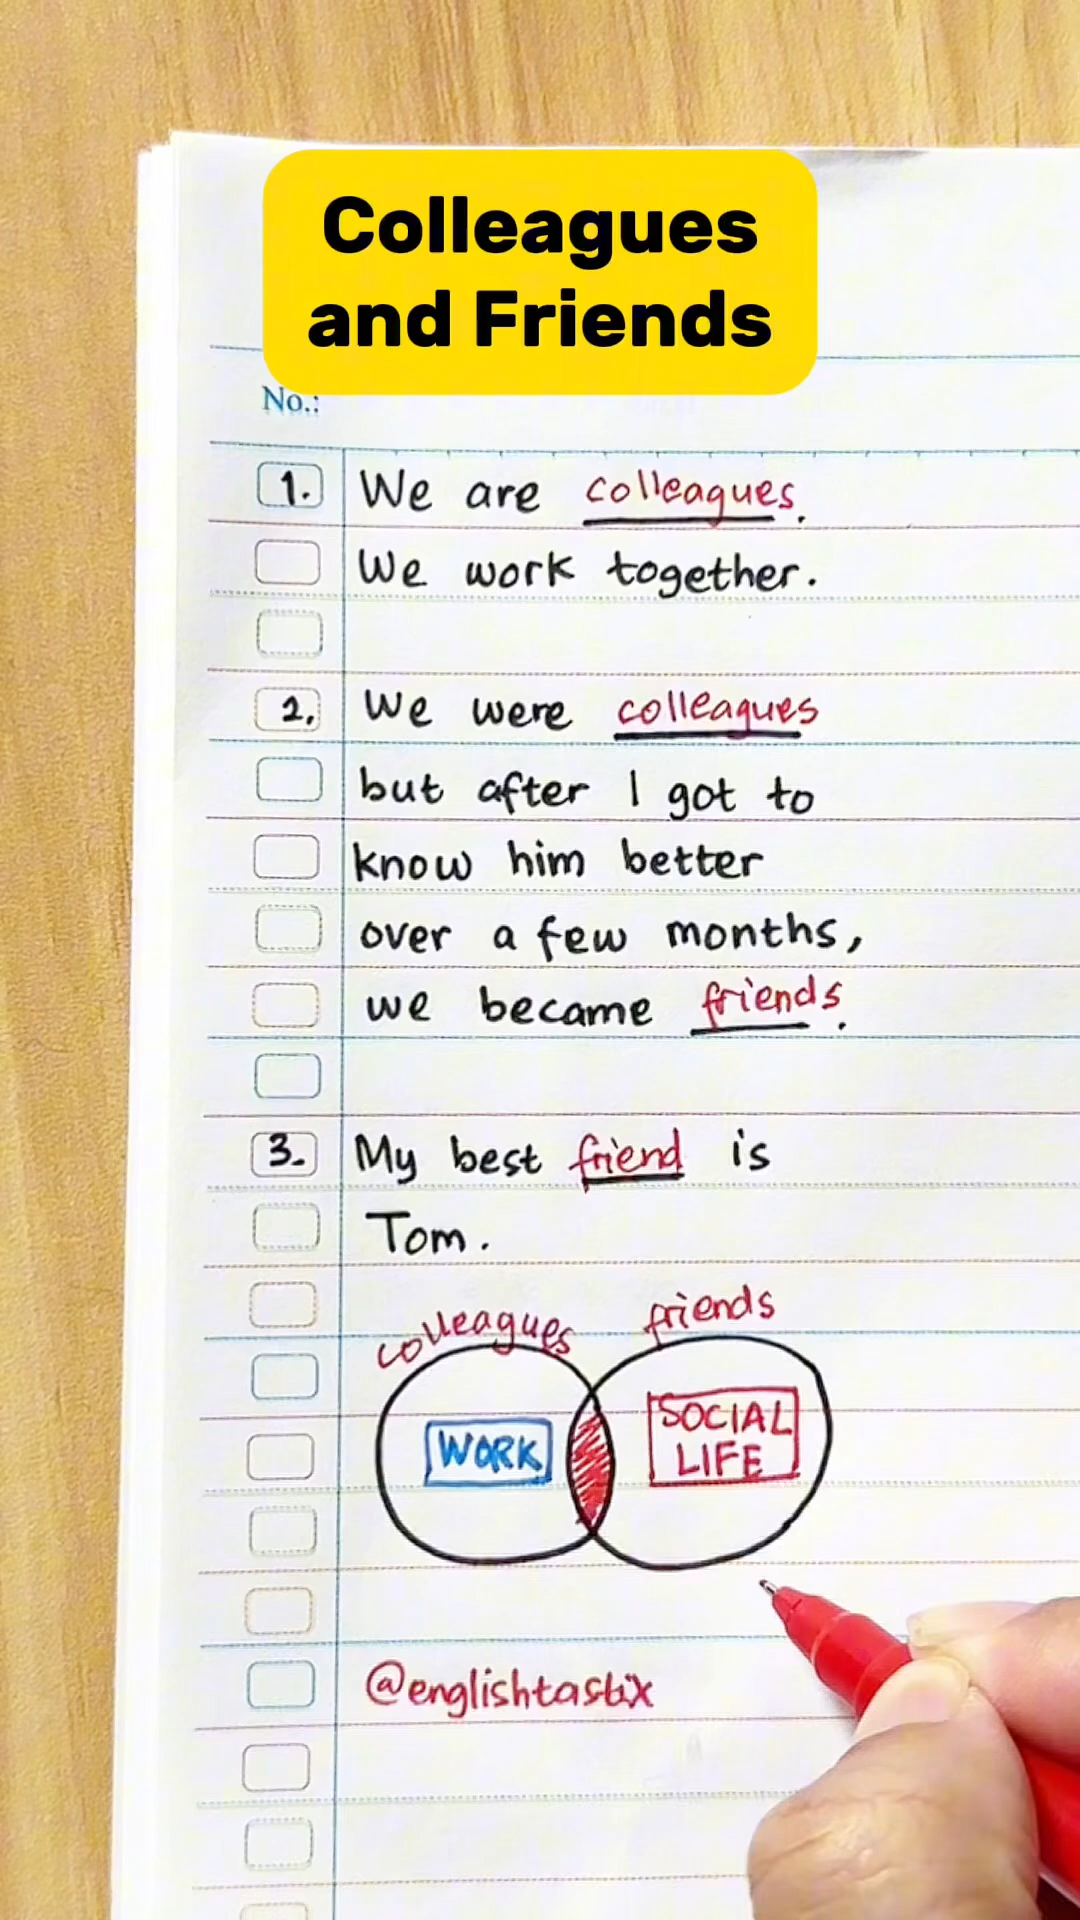 Colleagues
and Friends
No.:
1. We are colleagues.
We work together.
2. We were colleagues
but after I got to
know him better
over a few months,
we became friends.
3. My best friend is
Tom.
colleagues friends
WORK SOCIAL
LIFE
@englishtastix